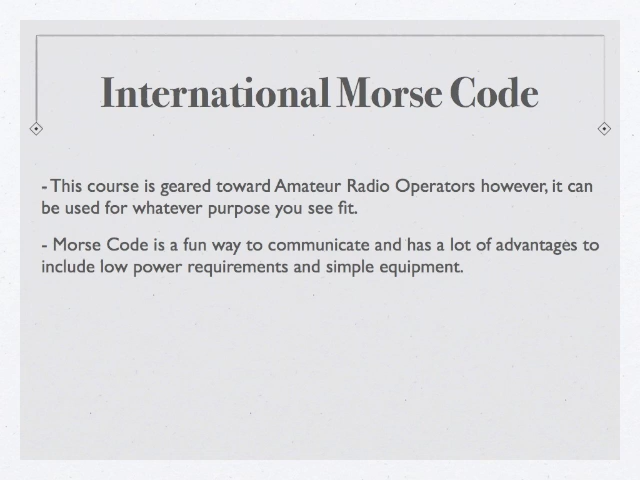 International Morse Code
- This course is geared toward Amateur Radio Operators however, it can
be used for whatever purpose you see fit.
- Morse Code is a fun way to communicate and has a lot of advantages to
include low power requirements and simple equipment.